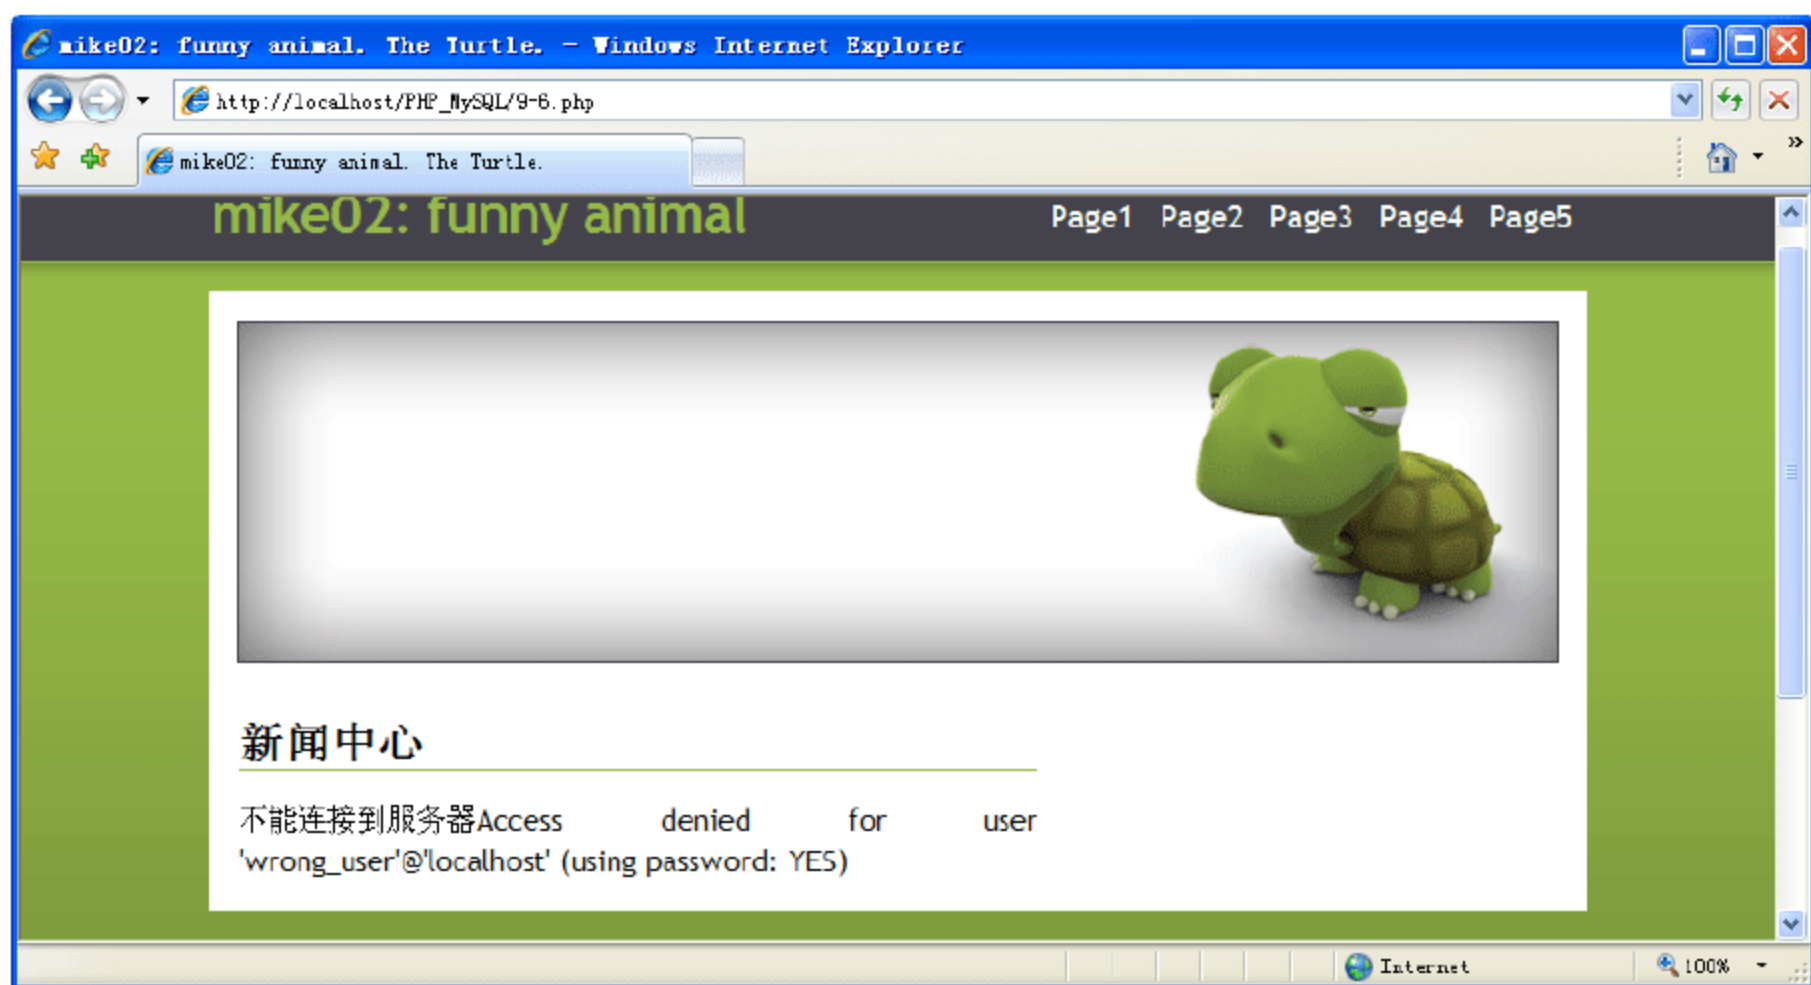 mike02: funny animal. The Turtle. - Windows Internet Explorer
http://localhost/PHP_MySQL/9-6.php
mike02: funny animal. The Turtle.
mike02: funny animal
Page1 Page2 Page3 Page4 Page5
新闻中心
不能连接到服务器Access denied for user
'wrong_user'@'localhost' (using password: YES)
Internet
100%